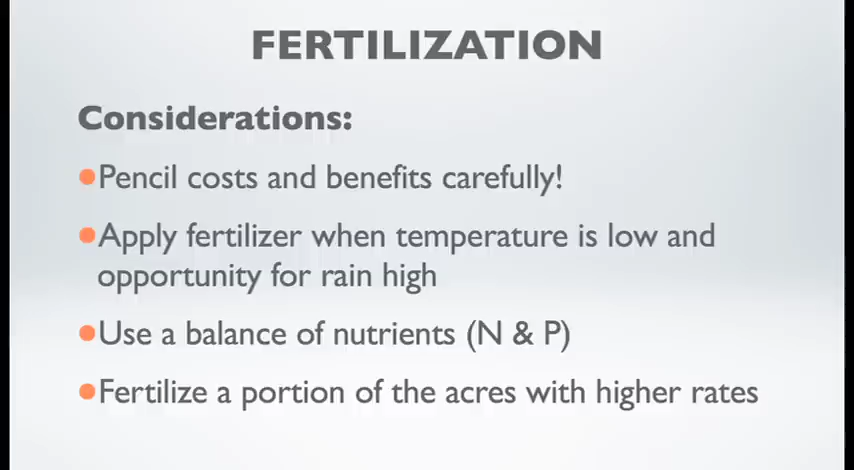 FERTILIZATION
Considerations:
●Pencil costs and benefits carefully!
●Apply fertilizer when temperature is low and
opportunity for rain high
●Use a balance of nutrients (N & P)
●Fertilize a portion of the acres with higher rates